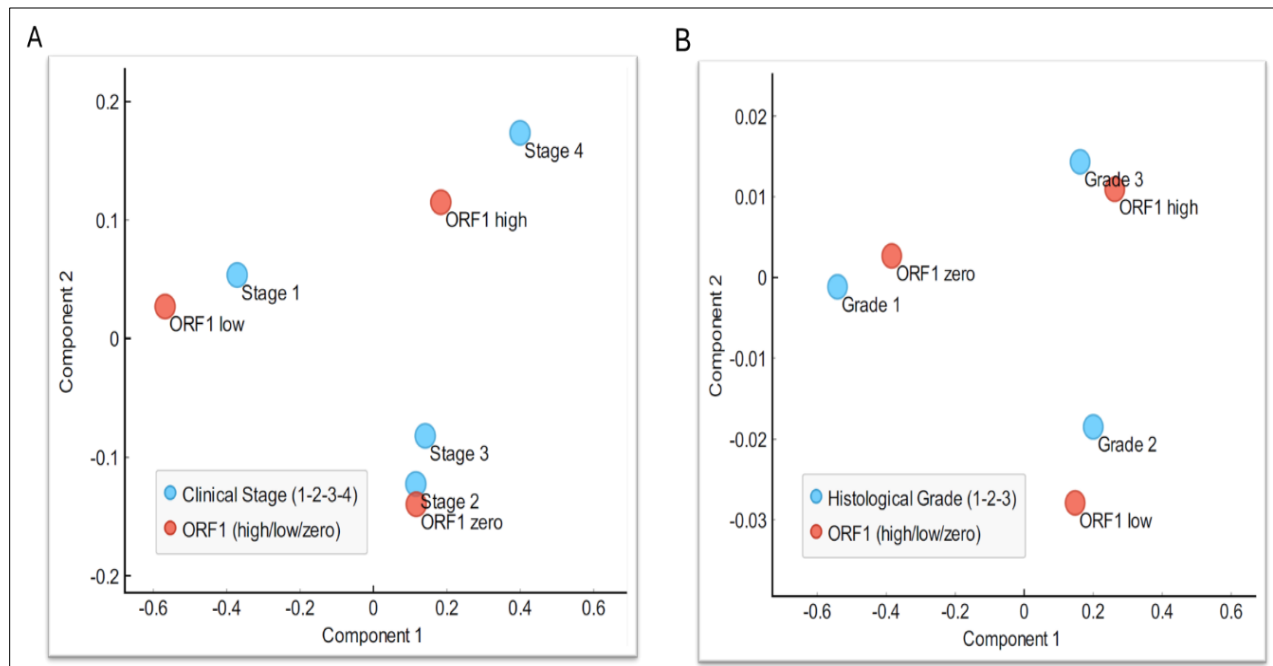 A
0.2
0.1
0
-0.1
-0.2
Component 2
-0.6
-0.4
-0.2
0
0.2
0.4
0.6
Component 1
Stage 4
ORF1 high
Stage 1
ORF1 low
Stage 3
Stage 2
ORF1 zero
Clinical Stage (1-2-3-4)
ORF1 (high/low/zero)
B
0.02
0.01
0
-0.01
-0.02
-0.03
Component 2
-0.6
-0.4
-0.2
0
0.2
0.4
0.6
Component 1
Grade 3
ORF1 high
ORF1 zero
Grade 1
Grade 2
ORF1 low
Histological Grade (1-2-3)
ORF1 (high/low/zero)